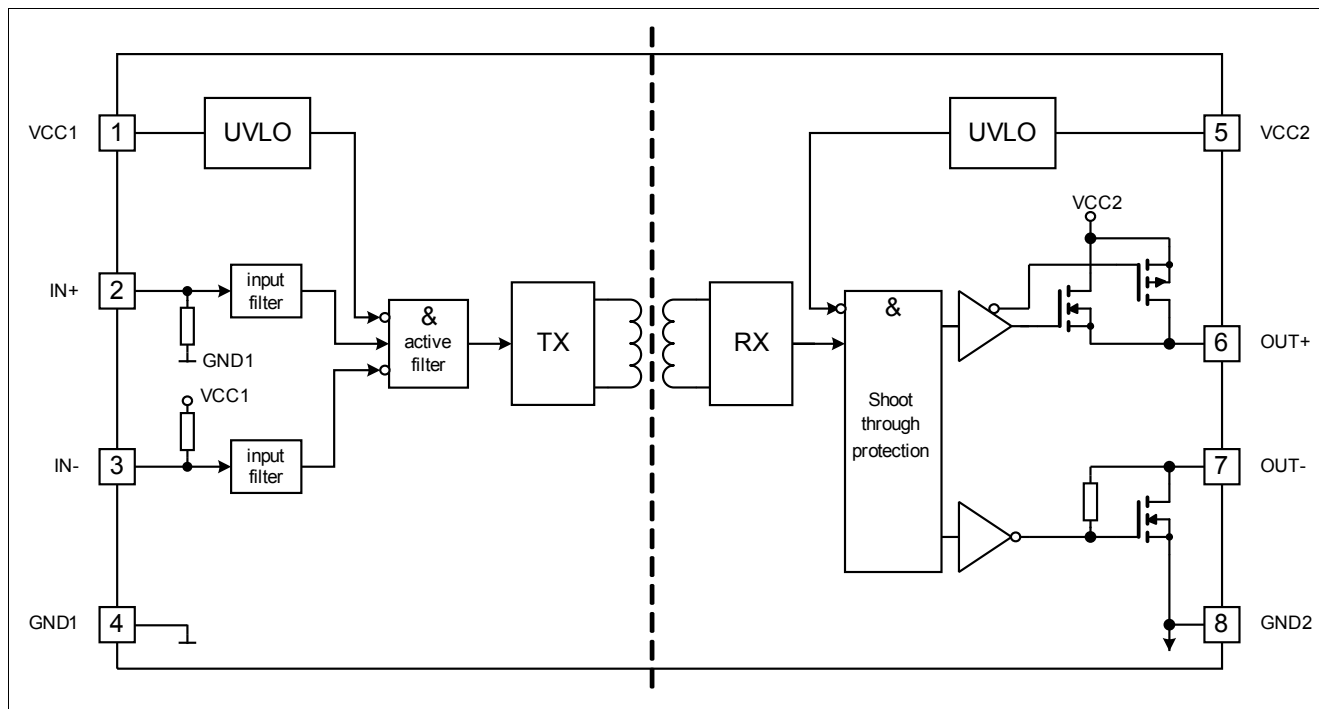 VCC1
1
UVLO
UVLO
5
VCC2
VCC2
IN+
2
input
filter
GND1
&
active
filter
TX
RX
&
Shoot
through
protection
6
OUT+
VCC1
IN-
3
input
filter
7
OUT-
GND1
4
8
GND2